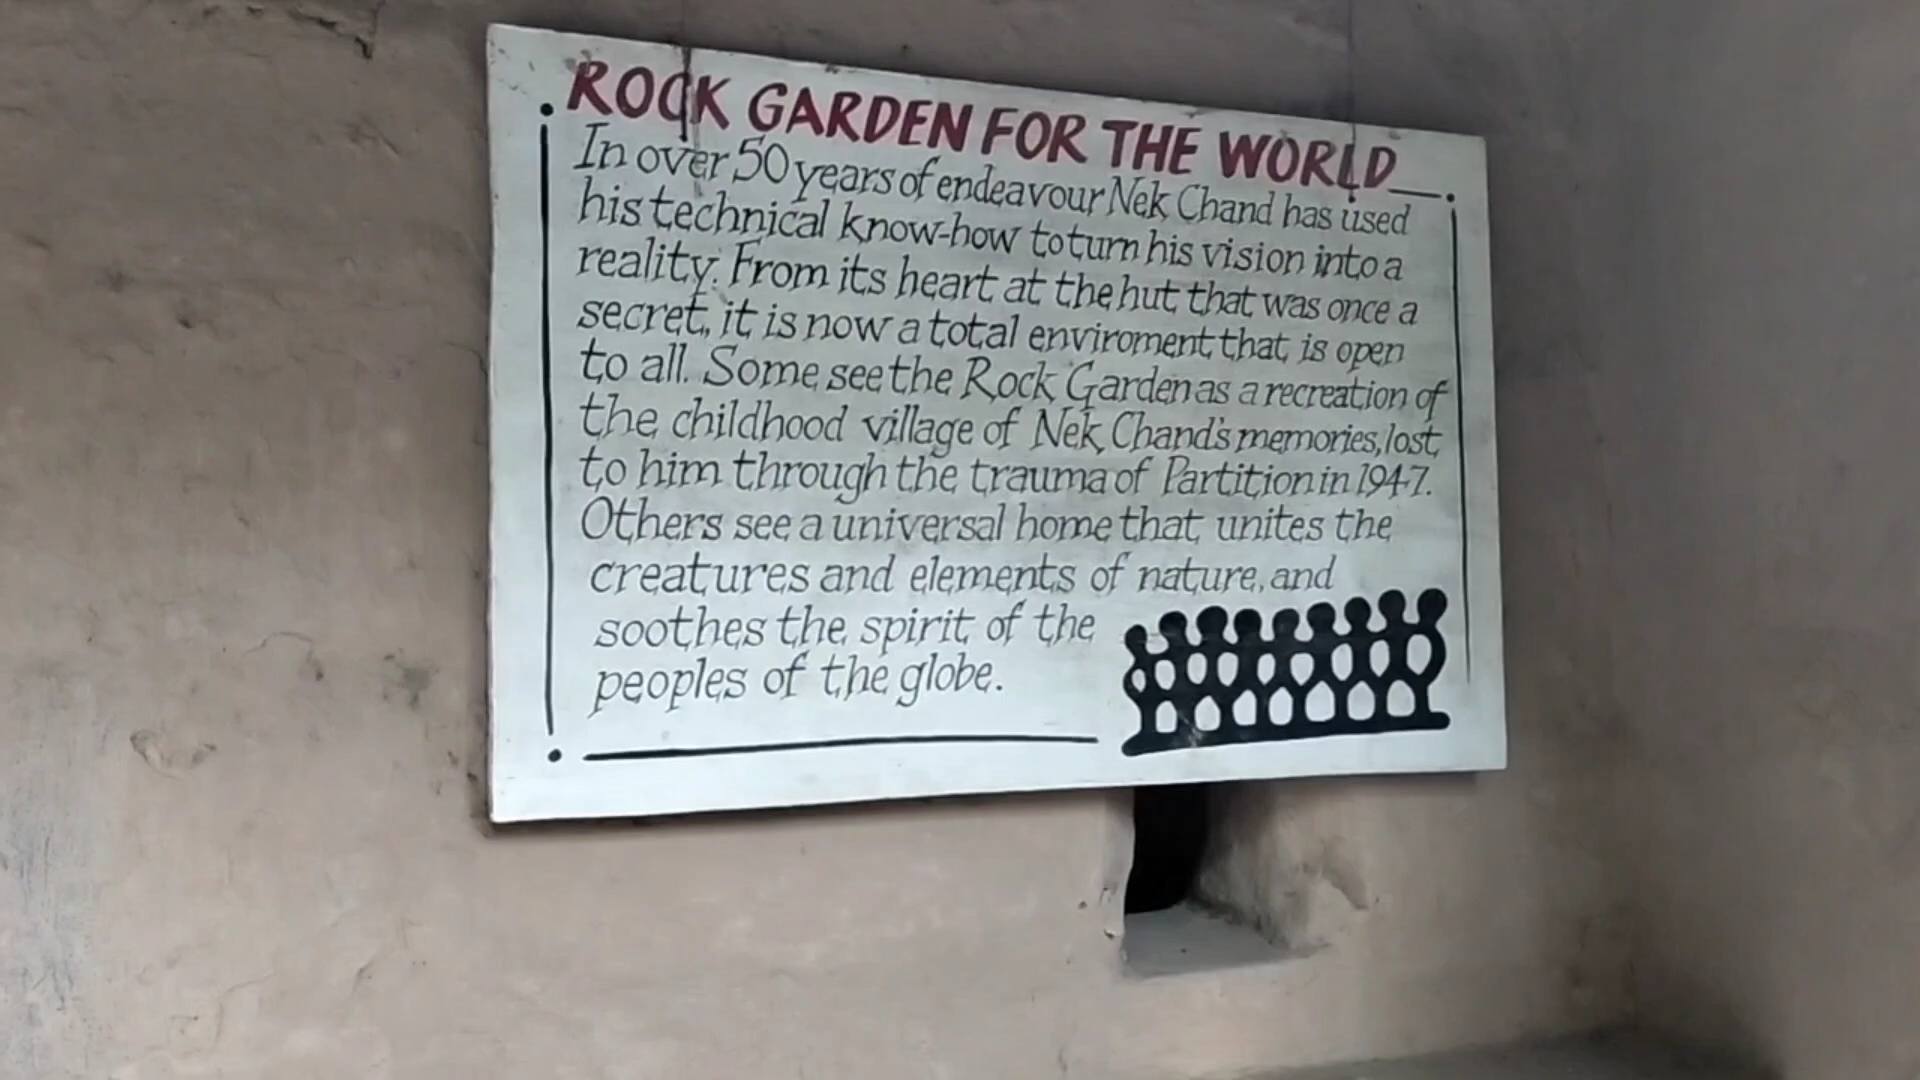 ROCK GARDEN FOR THE WORLD
In over 50 years of endeavour Nek Chand has used
his technical know-how to turn his vision into a
reality. From its heart at the hut that was once a
secret, it is now a total enviroment that is open
to all. Some see the Rock Garden as a recreation of
the childhood village of Nek Chand's memories, lost
to him through the trauma of Partition in 1947.
Others see a universal home that unites the
creatures and elements of nature, and
soothes the spirit of the
peoples of the globe.